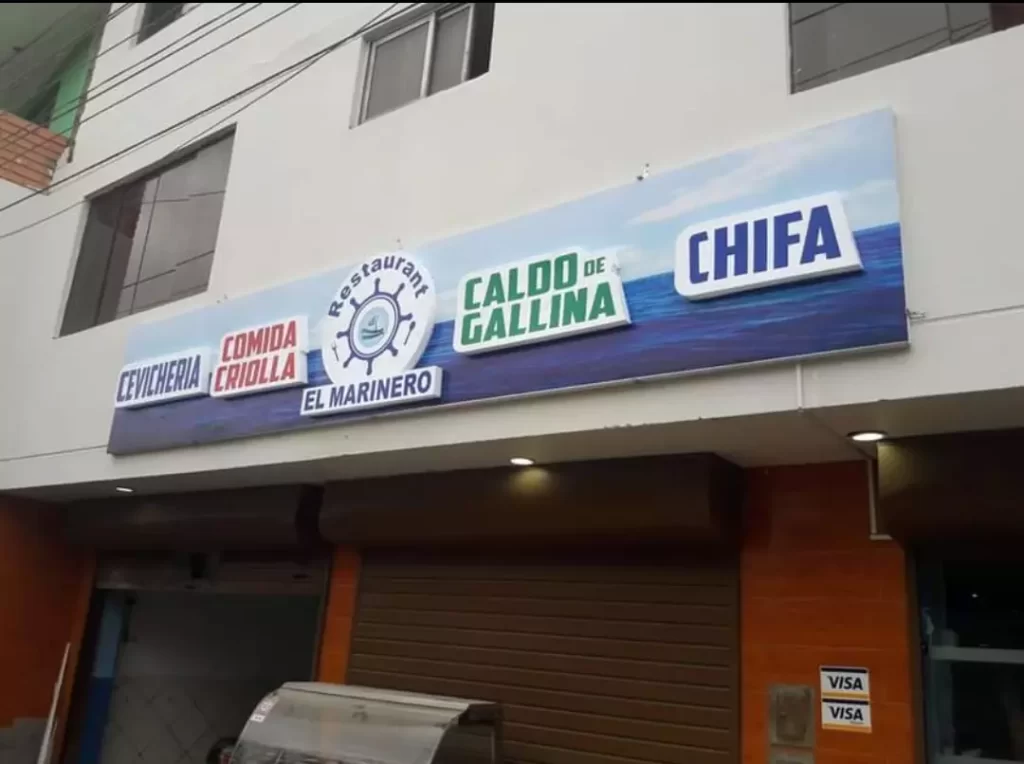 CEVICHERIA
COMIDA
CRIOLLA
Restaurant
EL MARINERO
CALDO DE
GALLINA
CHIFA
VISA
VISA